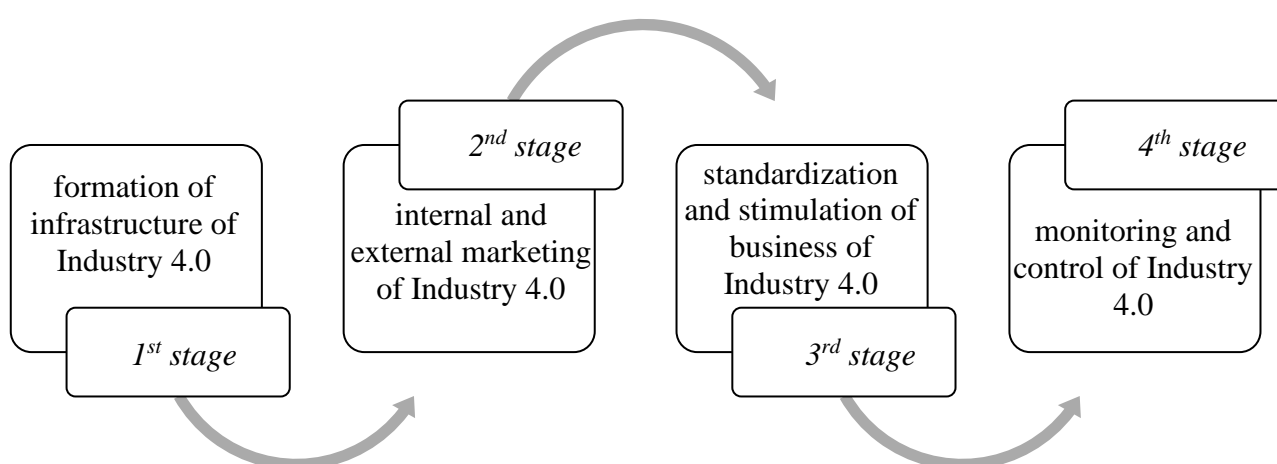 formation of
infrastructure of
Industry 4.0
1st stage
2nd stage
internal and
external marketing
of Industry 4.0
standardization
and stimulation of
business of
Industry 4.0
3rd stage
4th stage
monitoring and
control of Industry
4.0